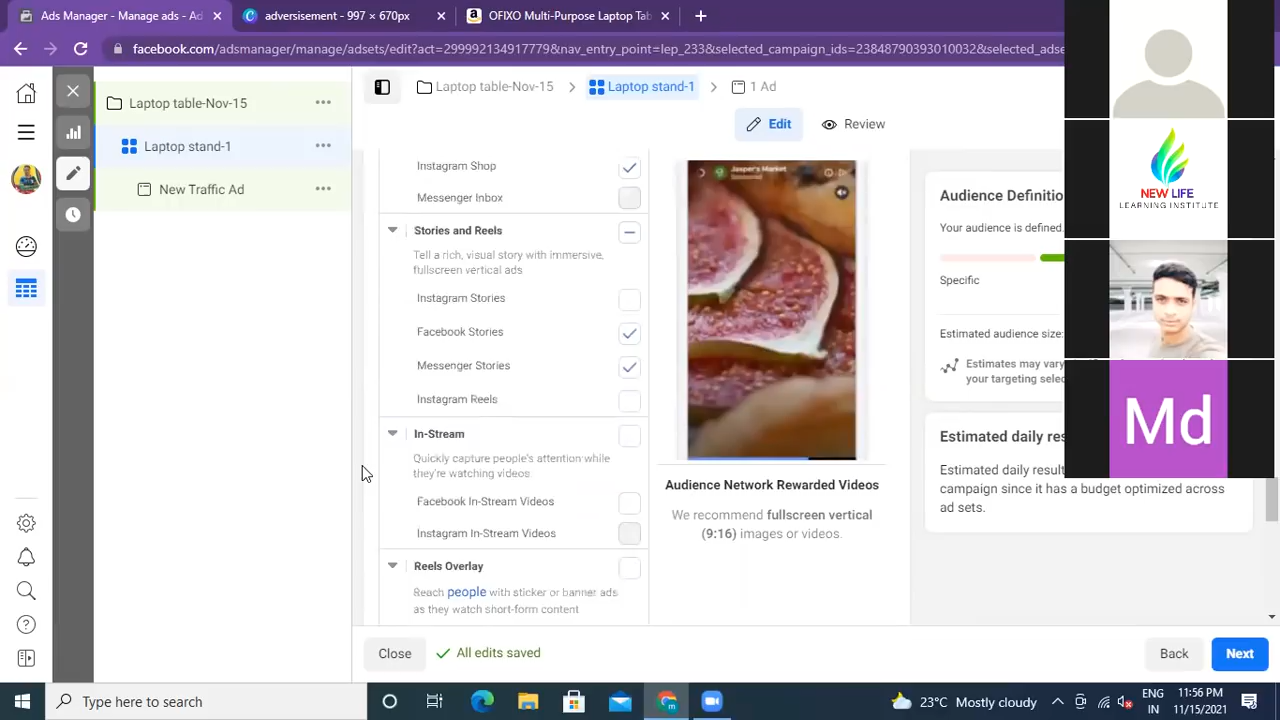 Ads Manager - Manage ads - Ad
adversisement - 997 × 670px
OFIXO Multi-Purpose Laptop Tab
facebook.com/adsmanager/manage/adsets/edit?act=299992134917779&nav_entry_point=lep_233&selected_campaign_ids=23848790393010032&selected_adse
Laptop table-Nov-15
Laptop stand-1
New Traffic Ad
Laptop table-Nov-15
Laptop stand-1
1 Ad
Edit
Review
Instagram Shop
Messenger Inbox
Stories and Reels
Tell a rich, visual story with immersive,
fullscreen vertical ads
Instagram Stories
Facebook Stories
Messenger Stories
Instagram Reels
In-Stream
Quickly capture people's attention while
they're watching videos
Facebook In-Stream Videos
Instagram In-Stream Videos
Reels Overlay
Reach people with sticker or banner ads
as they watch short-form content
Jasper's Market
Audience Network Rewarded Videos
We recommend fullscreen vertical
(9:16) images or videos.
Audience Definitio
Your audience is defined.
Specific
Estimated audience size:
Estimates may vary
your targeting selec
Estimated daily res
Estimated daily result
campaign since it has a budget optimized across
ad sets.
Close
All edits saved
Back
Next
NEW LIFE
LEARNING INSTITUTE
Md
Type here to search
23°C Mostly cloudy
ENG
IN
11:56 PM
11/15/2021